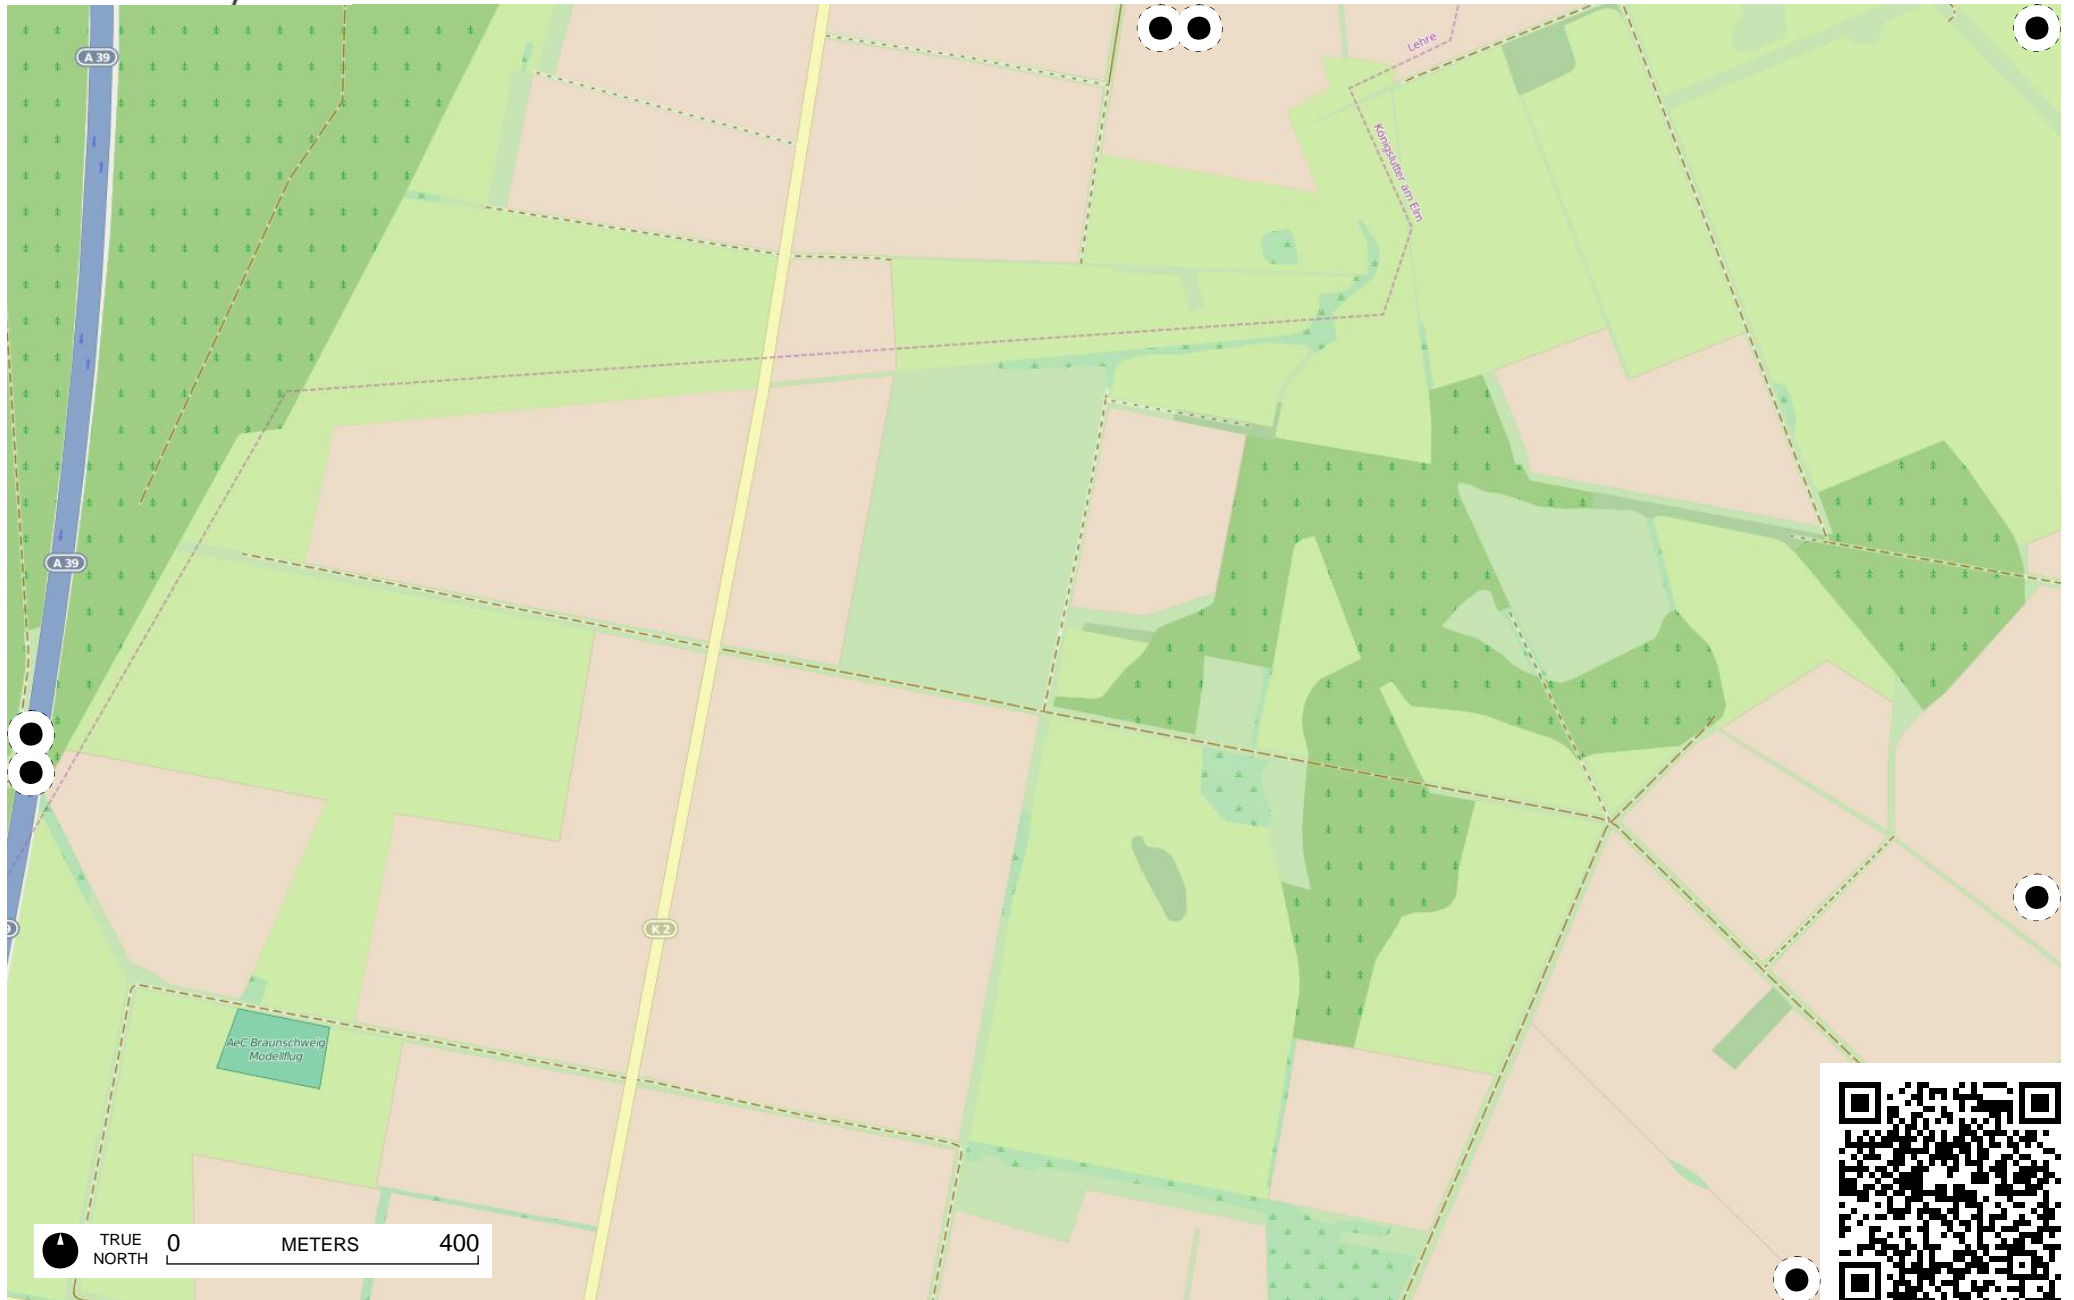 A 39
Lehre
Königslutter am Elm
A 39
K 2
AeC Braunschweig
Modellflug
TRUE
NORTH
0 METERS 400